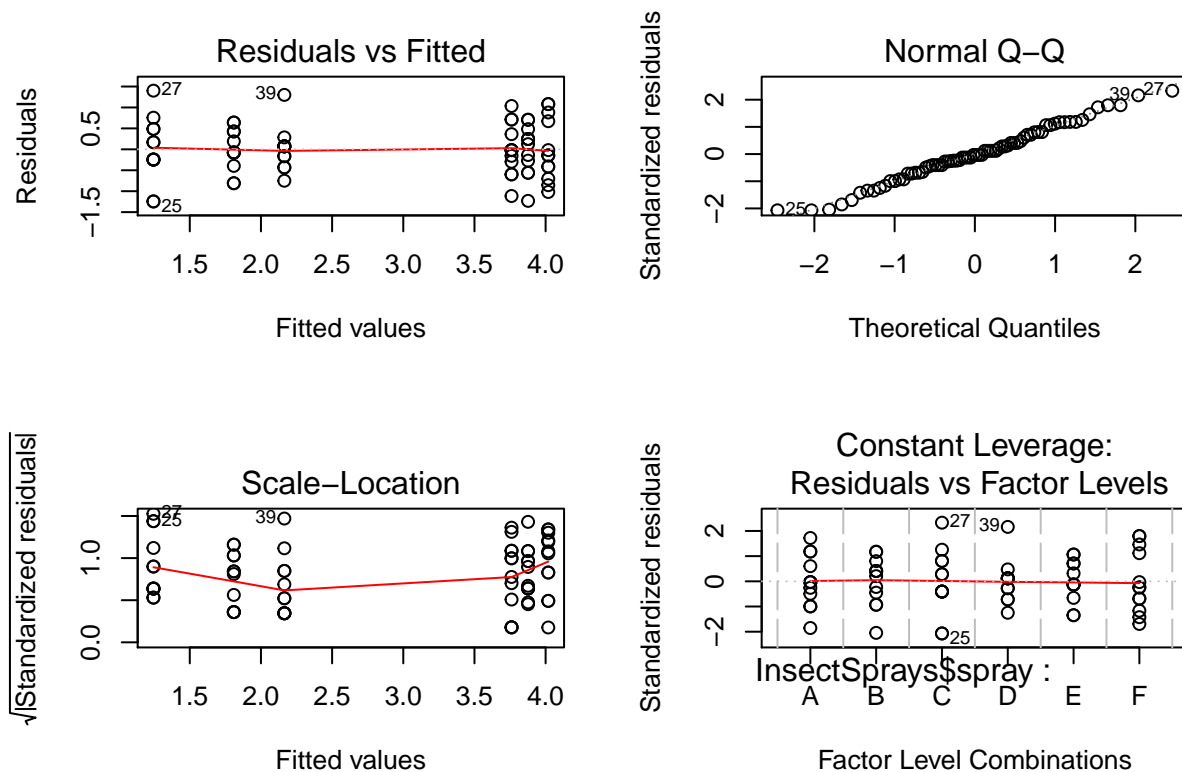 Residuals vs Fitted
Residuals
0.5
−1.5
27
39
25
1.5 2.0 2.5 3.0 3.5 4.0
Fitted values
Normal Q−Q
Standardized residuals
2
0
−2
39 27
25
−2 −1 0 1 2
Theoretical Quantiles
Scale−Location
√|Standardized residuals|
1.0
0.0
27
25
39
1.5 2.0 2.5 3.0 3.5 4.0
Fitted values
Constant Leverage:
Residuals vs Factor Levels
Standardized residuals
2
0
−2
27
39
25
InsectSprays$spray :
A B C D E F
Factor Level Combinations